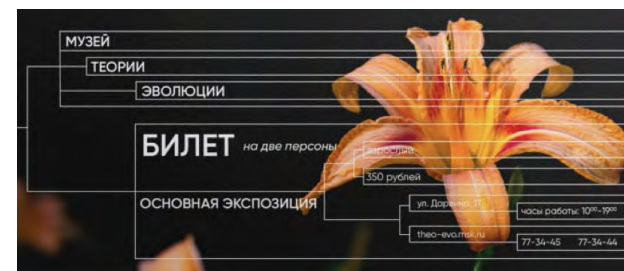 МУЗЕЙ
ТЕОРИИ
ЭВОЛЮЦИИ
БИЛЕТ на две персоны
взрослый
350 рублей
ОСНОВНАЯ ЭКСПОЗИЦИЯ
ул. Дарвина, 11
часы работы: 10⁰⁰-19⁰⁰
theo-evo.msk.ru
77-34-45 77-34-44